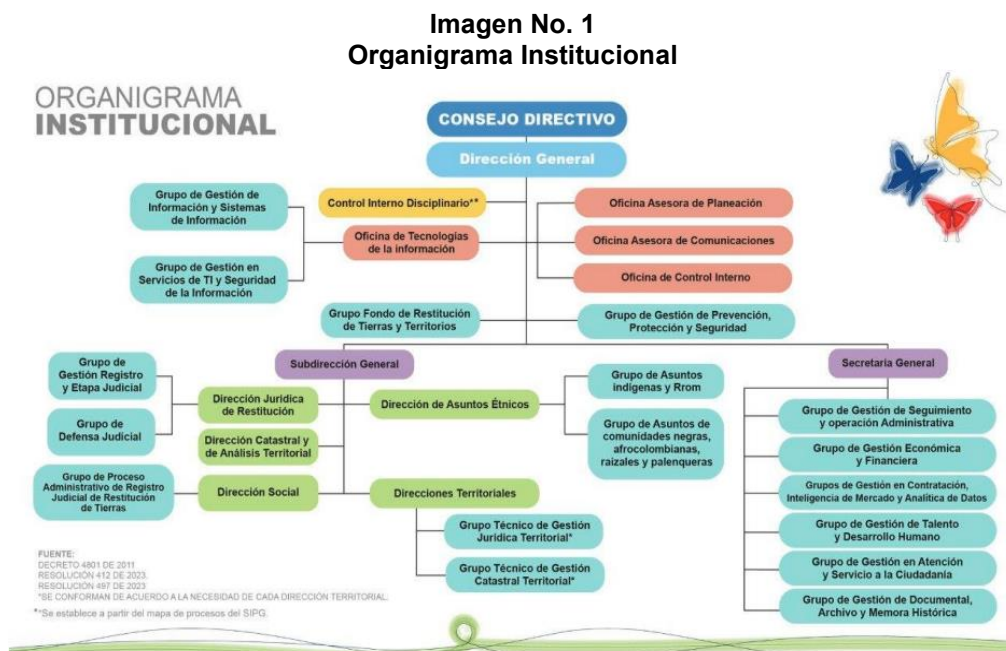 Imagen No. 1
Organigrama Institucional
ORGANIGRAMA
INSTITUCIONAL
CONSEJO DIRECTIVO
Dirección General
Grupo de Gestión de
Información y Sistemas
de Información
Control Interno Disciplinario**
Oficina Asesora de Planeación
Oficina de Tecnologías
de la información
Oficina Asesora de Comunicaciones
Grupo de Gestión en
Servicios de TI y Seguridad
de la Información
Oficina de Control Interno
Grupo Fondo de Restitución
de Tierras y Territorios
Grupo de Gestión de Prevención,
Protección y Seguridad
Subdirección General
Secretaria General
Grupo de
Gestión Registro
y Etapa Judicial
Dirección Jurídica
de Restitución
Dirección de Asuntos Étnicos
Grupo de Asuntos
indígenas y Rrom
Grupo de
Defensa Judicial
Dirección Catastral y
de Análisis Territorial
Grupo de Asuntos de
comunidades negras,
afrocolombianas,
raizales y palenqueras
Grupo de Proceso
Administrativo de Registro
Judicial de Restitución
de Tierras
Dirección Social
Direcciones Territoriales
Grupo Técnico de Gestión
Jurídica Territorial*
Grupo Técnico de Gestión
Catastral Territorial*
Grupo de Gestión de Seguimiento
y operación Administrativa
Grupo de Gestión Económica
y Financiera
Grupos de Gestión en Contratación,
Inteligencia de Mercado y Analítica de Datos
Grupo de Gestión de Talento
y Desarrollo Humano
Grupo de Gestión en Atención
y Servicio a la Ciudadanía
Grupo de Gestión de Documental,
Archivo y Memora Histórica
FUENTE:
DECRETO 4801 DE 2011
RESOLUCIÓN 412 DE 2023.
RESOLUCIÓN 497 DE 2023
*SE CONFORMAN DE ACUERDO A LA NECESIDAD DE CADA DIRECCIÓN TERRITORIAL.
**Se establece a partir del mapa de procesos del SIPG.